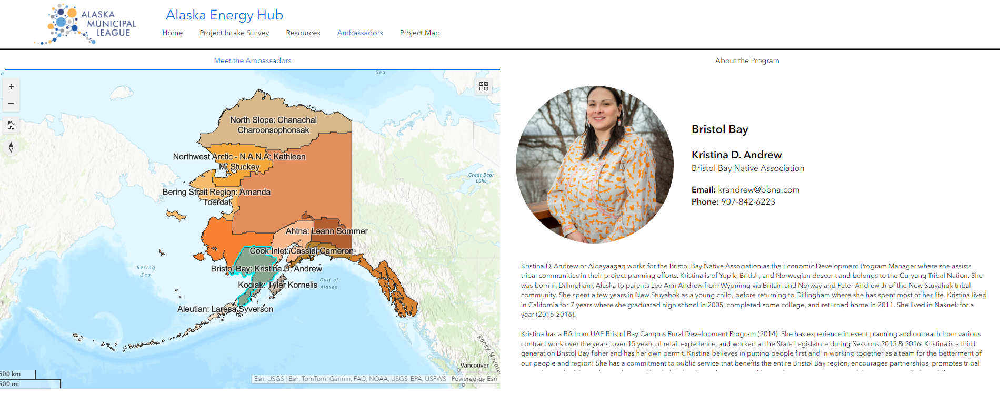 ALASKA
MUNICIPAL
LEAGUE
Alaska Energy Hub
Home
Project Intake Survey
Resources
Ambassadors
Project Map
Meet the Ambassadors
About the Program
a
Sea
+
−
North Slope: Chanachai
Charoonsophonsak
Northwest Arctic - N.A.N.A: Kathleen
M. Stuckey
Great Bear
Lake
Bering Strait Region: Amanda
Toerdal
Ahtna: Leann Sommer
Cook Inlet: Cassidi Cameron
Bering
Sea
Bristol Bay: Kristina D. Andrew
Gulf of
Alaska
Kodiak: Tyler Kornelis
Aleutian: Laresa Syverson
Rocky Mounta
Vancouver
Seattle
500 km
500 mi
Esri, USGS | Esri, TomTom, Garmin, FAO, NOAA, USGS, EPA, USFWS
Powered by Esri
Bristol Bay
Kristina D. Andrew
Bristol Bay Native Association
Email: krandrew@bbna.com
Phone: 907-842-6223
Kristina D. Andrew or Alqayaagaq works for the Bristol Bay Native Association as the Economic Development Program Manager where she assists
tribal communities in their project planning efforts. Kristina is of Yupik, British, and Norwegian descent and belongs to the Curyung Tribal Nation. She
was born in Dillingham, Alaska to parents Lee Ann Andrew from Wyoming via Britain and Norway and Peter Andrew Jr of the New Stuyahok tribal
community. She spent a few years in New Stuyahok as a young child, before returning to Dillingham where she has spent most of her life. Kristina lived
in California for 7 years where she graduated high school in 2005, completed some college, and returned home in 2011. She lived in Naknek for a
year (2015-2016).
Kristina has a BA from UAF Bristol Bay Campus Rural Development Program (2014). She has experience in event planning and outreach from various
contract work over the years, over 15 years of retail experience, and worked at the State Legislature during Sessions 2015 & 2016. Kristina is a third
generation Bristol Bay fisher and has her own permit. Kristina believes in putting people first and in working together as a team for the betterment of
our people and region! She has a commitment to public service that benefits the entire Bristol Bay region, encourages partnerships, promotes tribal